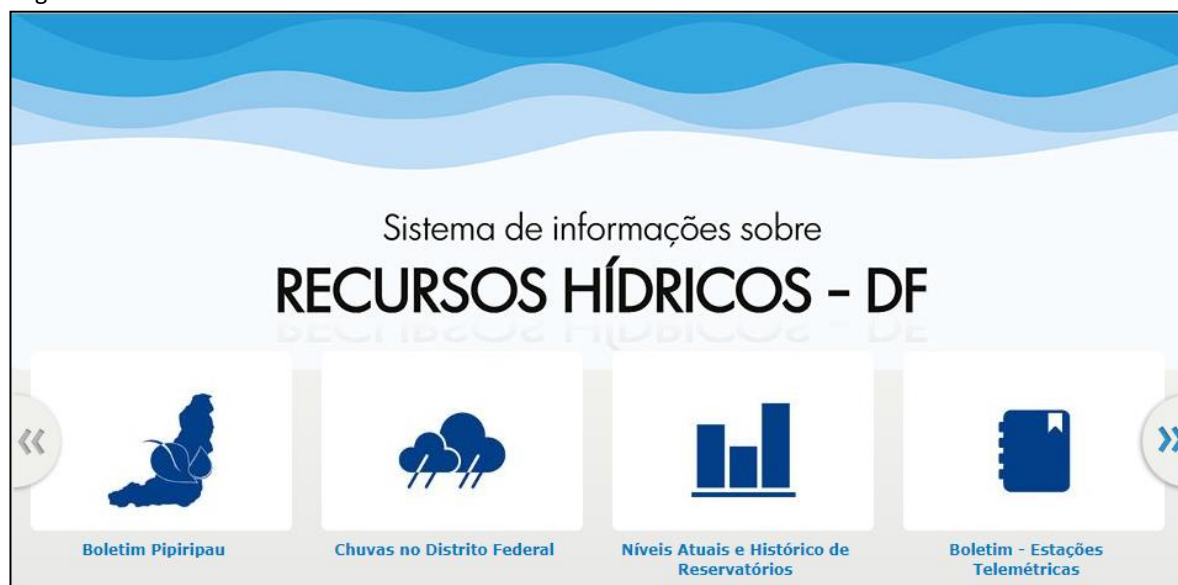 Sistema de informações sobre
RECURSOS HÍDRICOS – DF
Boletim Pipiripau
Chuvas no Distrito Federal
Níveis Atuais e Histórico de
Reservatórios
Boletim - Estações
Telemétricas